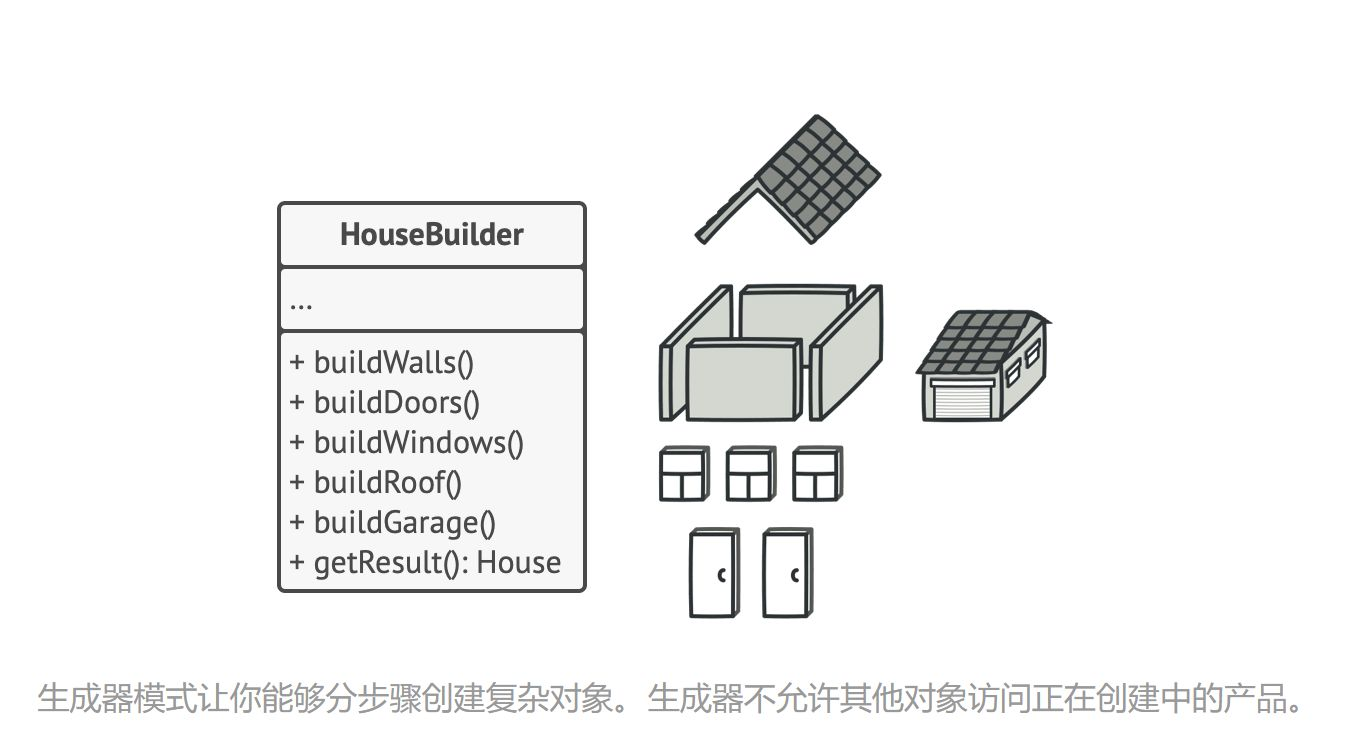 HouseBuilder
...
+ buildWalls()
+ buildDoors()
+ buildWindows()
+ buildRoof()
+ buildGarage()
+ getResult(): House
生成器模式让你能够分步骤创建复杂对象。 生成器不允许其他对象访问正在创建中的产品。